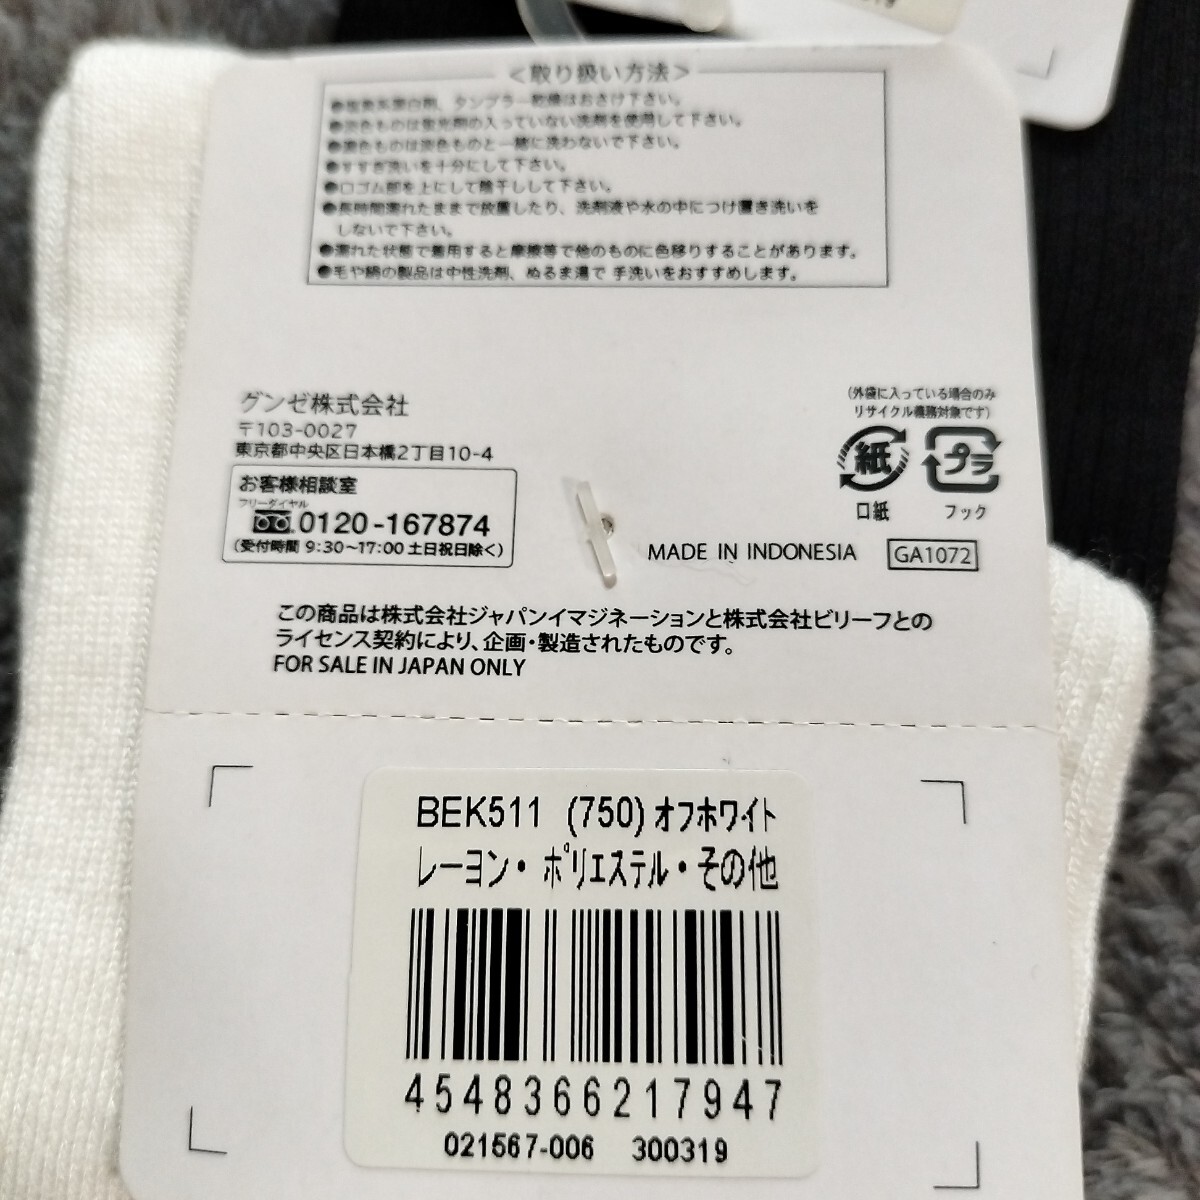 ＜取り扱い方法＞
●塩素系漂白剤、タンブラー乾燥はおさけ下さい。
●淡色ものは蛍光剤の入っていない洗剤を使用して下さい。
●濃色ものは淡色ものと一緒に洗わないで下さい。
●すすぎ洗いを十分にして下さい。
●口ゴム部を上にして陰干しして下さい。
●長時間濡れたままで放置したり、洗剤液や水の中につけ置き洗いを
しないで下さい。
●濡れた状態で着用すると摩擦等で他のものに色移りすることがあります。
●毛や絹の製品は中性洗剤、ぬるま湯で 手洗いをおすすめします。
グンゼ株式会社
〒103-0027
東京都中央区日本橋2丁目10-4
お客様相談室
フリーダイヤル
0120-167874
(受付時間 9:30～17:00 土日祝日除く)
(外袋に入っている場合のみ
リサイクル義務対象です)
紙 プラ
口紙 フック
MADE IN INDONESIA GA1072
この商品は株式会社ジャパンイマジネーションと株式会社ビリーフとの
ライセンス契約により、企画・製造されたものです。
FOR SALE IN JAPAN ONLY
BEK511 (750) オフホワイト
レーヨン・ポリエステル・その他
4548366217947
021567-006 300319